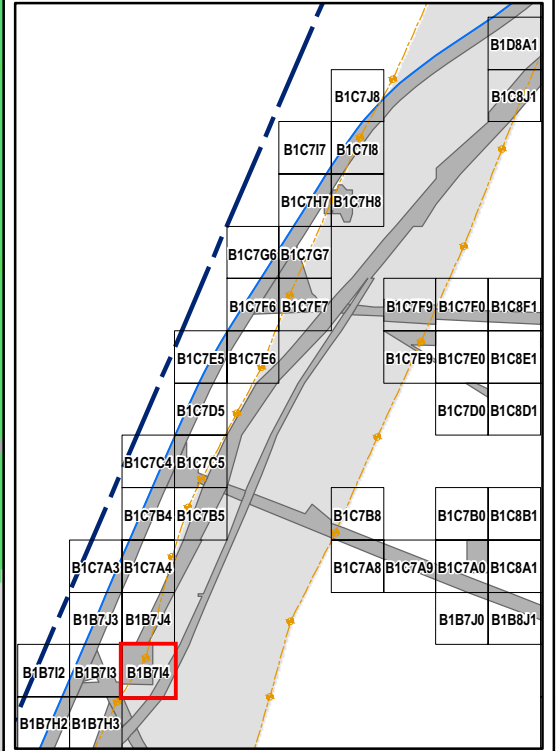 B1D8A1
B1C7J8 B1C8J1
B1C7I7 B1C7I8
B1C7H7 B1C7H8
B1C7G6 B1C7G7
B1C7F6 B1C7F7 B1C7F9 B1C7F0 B1C8F1
B1C7E5 B1C7E6 B1C7E9 B1C7E0 B1C8E1
B1C7D5 B1C7D0 B1C8D1
B1C7C4 B1C7C5
B1C7B4 B1C7B5 B1C7B8 B1C7B0 B1C8B1
B1C7A3 B1C7A4 B1C7A8 B1C7A9 B1C7A0 B1C8A1
B1B7J3 B1B7J4 B1B7J0 B1B8J1
B1B7I2 B1B7I3 B1B7I4
B1B7H2 B1B7H3